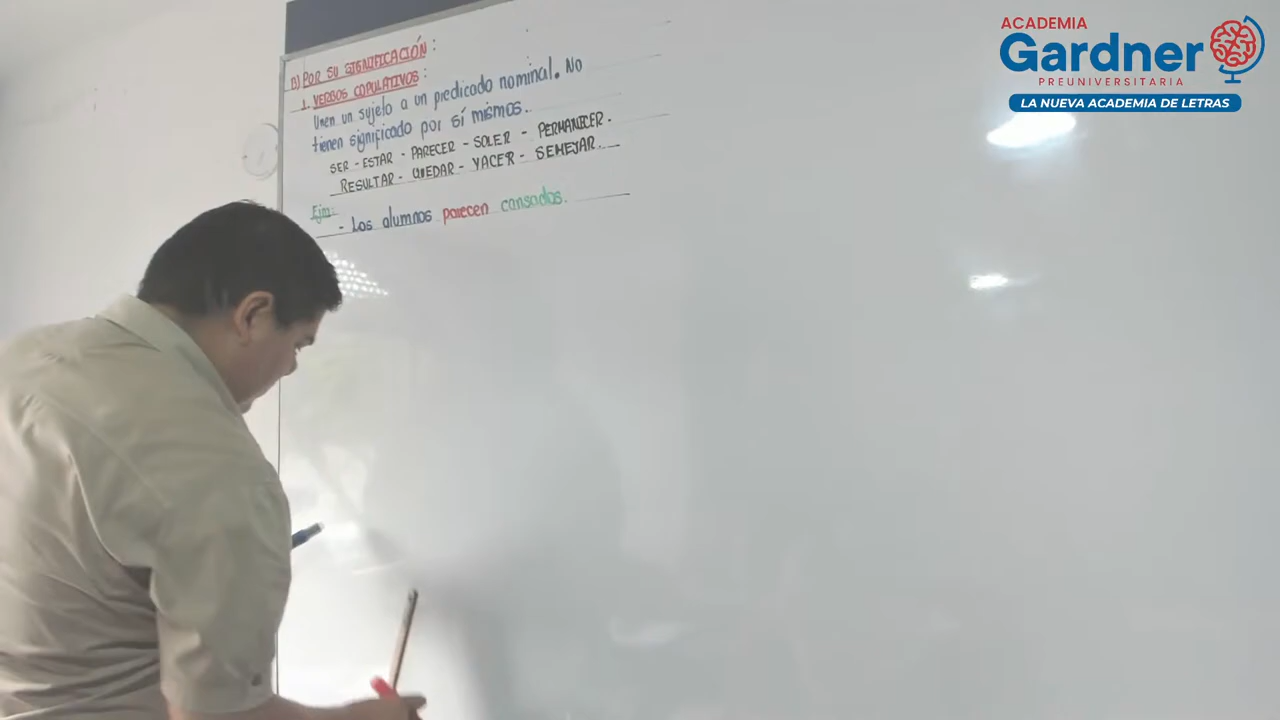 B) POR SU SIGNIFICACIÓN:
1. VERBOS COPULATIVOS:
Unen un sujeto a un predicado nominal. No
tienen significado por sí mismos.
SER - ESTAR - PARECER - SOLER - PERMANECER.
RESULTAR - QUEDAR - YACER - SEMEJAR.
Ejm:
- Los alumnos parecen cansados.
ACADEMIA
Gardner
PREUNIVERSITARIA
LA NUEVA ACADEMIA DE LETRAS